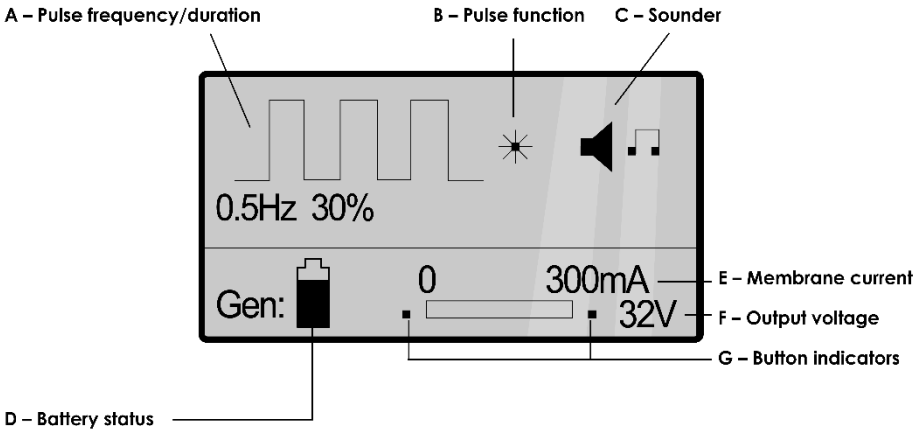 A – Pulse frequency/duration
B – Pulse function
C – Sounder
0.5Hz 30%
Gen:
0
300mA
32V
E – Membrane current
F – Output voltage
G – Button indicators
D – Battery status